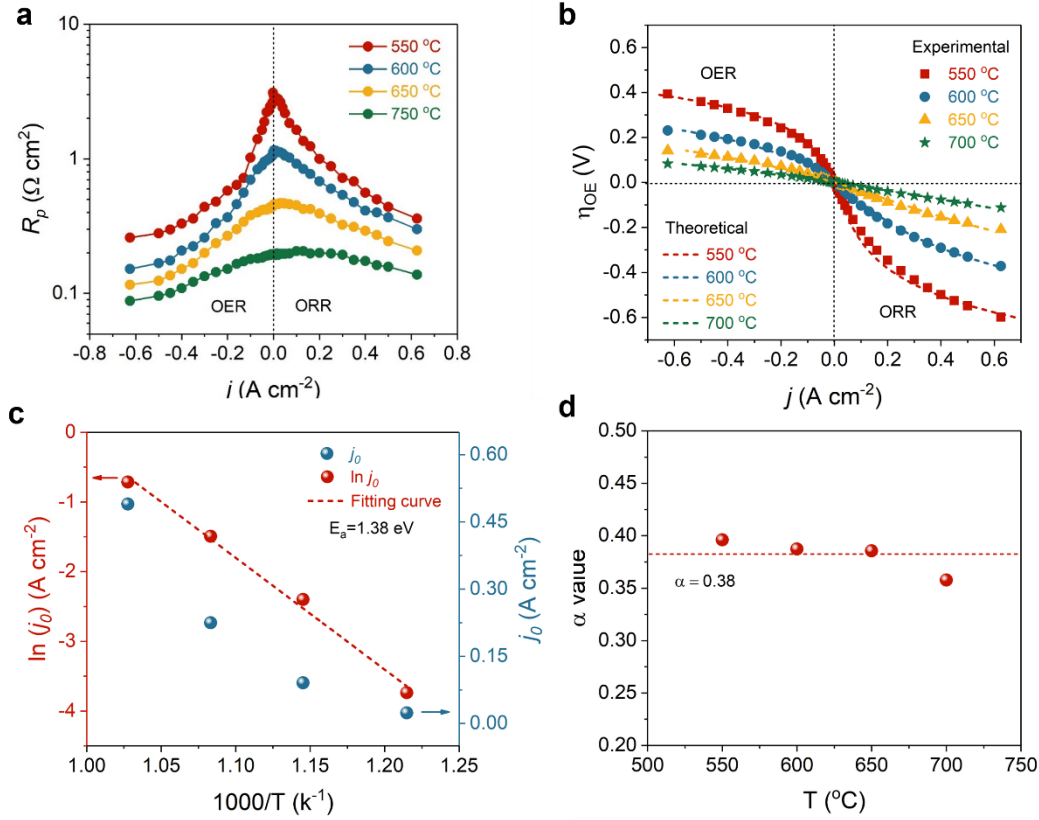 a
10
1
0.1
R_p (Ω cm²)
550 °C
600 °C
650 °C
750 °C
OER
ORR
-0.8 -0.6 -0.4 -0.2 0.0 0.2 0.4 0.6 0.8
j (A cm⁻²)
b
0.6
0.4
0.2
0.0
-0.2
-0.4
-0.6
η_OE (V)
OER
Experimental
550 °C
600 °C
650 °C
700 °C
Theoretical
550 °C
600 °C
650 °C
700 °C
ORR
-0.6 -0.4 -0.2 0.0 0.2 0.4 0.6
j (A cm⁻²)
c
0
-1
-2
-3
-4
ln (j₀) (A cm⁻²)
j₀
ln j₀
Fitting curve
Eₐ=1.38 eV
0.60
0.45
0.30
0.15
0.00
j₀ (A cm⁻²)
1.00 1.05 1.10 1.15 1.20 1.25
1000/T (k⁻¹)
d
0.50
0.45
0.40
0.35
0.30
0.25
0.20
α value
α = 0.38
500 550 600 650 700 750
T (°C)